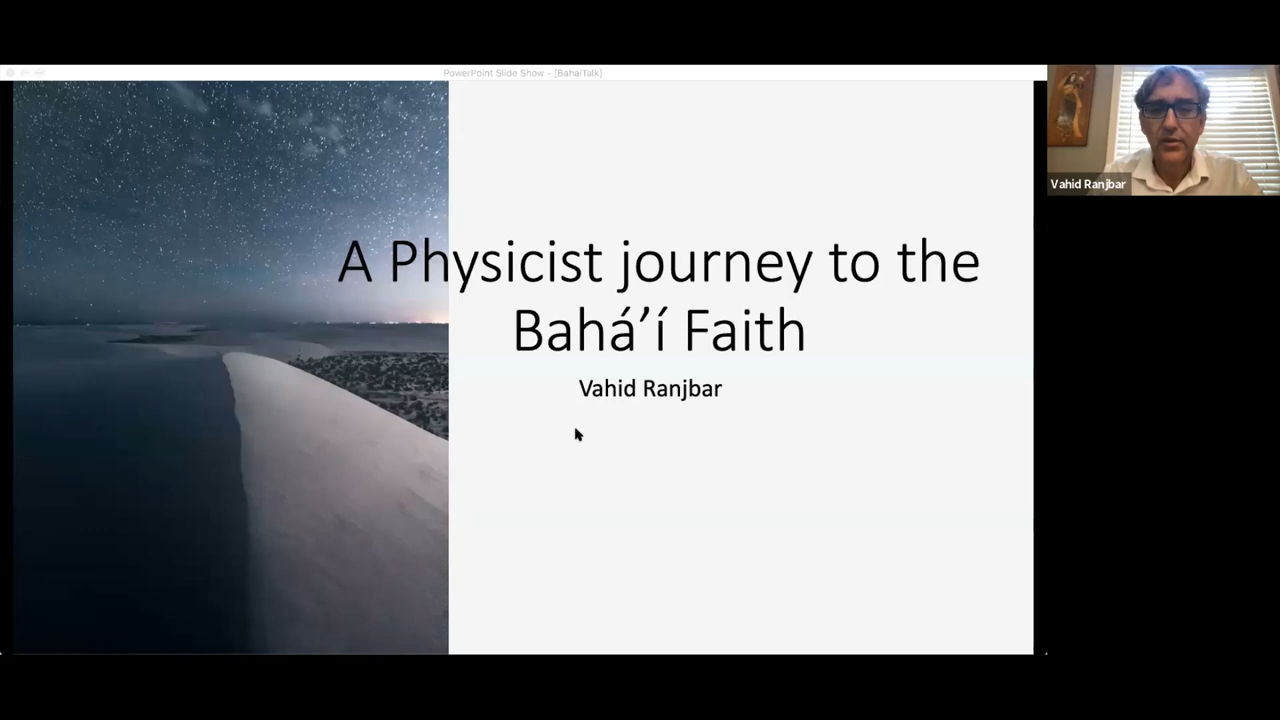 PowerPoint Slide Show - [BahaiTalk]
A Physicist journey to the
Bahá’í Faith
Vahid Ranjbar
Vahid Ranjbar